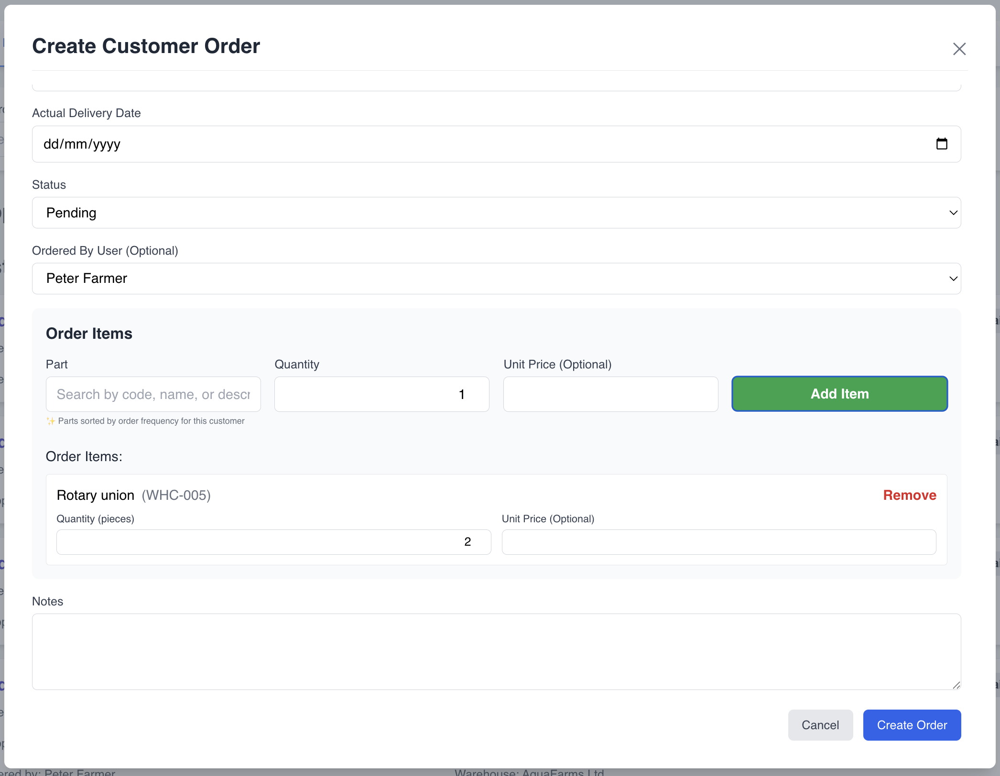 Create Customer Order
Actual Delivery Date
dd/mm/yyyy
Status
Pending
Ordered By User (Optional)
Peter Farmer
Order Items
Part
Quantity
Unit Price (Optional)
Search by code, name, or descr
1
Add Item
✨ Parts sorted by order frequency for this customer
Order Items:
Rotary union (WHC-005)
Remove
Quantity (pieces)
Unit Price (Optional)
2
Notes
Cancel
Create Order
by: Peter Farmer
Warehouse: AquaFarms Ltd